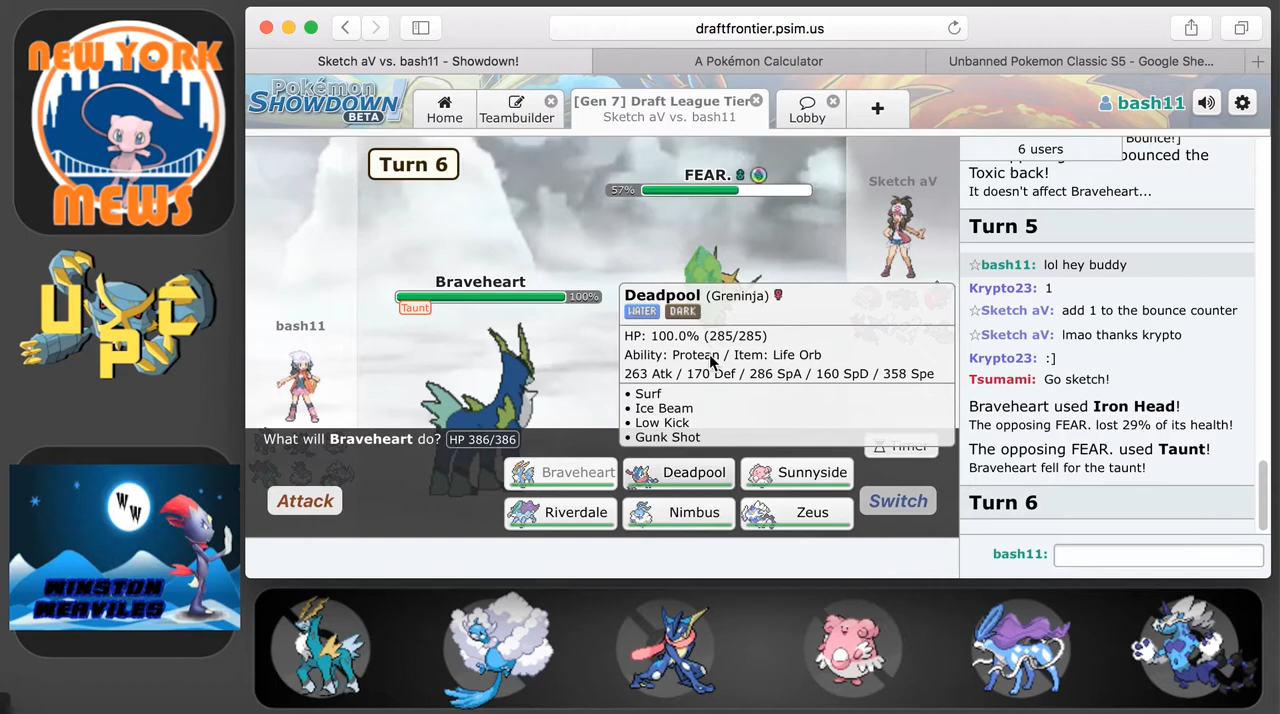 NEW YORK
MEWS
UPC
WW
WINSTON
WEAVILES
draftfrontier.psim.us
Sketch aV vs. bash11 - Showdown!
A Pokémon Calculator
Unbanned Pokemon Classic S5 - Google She...
Pokémon
SHOWDOWN!
BETA
Home
Teambuilder
[Gen 7] Draft League Tier
Sketch aV vs. bash11
Lobby
bash11
Turn 6
FEAR.
57%
Sketch aV
Braveheart
100%
Taunt
bash11
Deadpool (Greninja)
WATER DARK
HP: 100.0% (285/285)
Ability: Protean / Item: Life Orb
263 Atk / 170 Def / 286 SpA / 160 SpD / 358 Spe
• Surf
• Ice Beam
• Low Kick
• Gunk Shot
What will Braveheart do? HP 386/386
Timer
Attack
Braveheart
Deadpool
Sunnyside
Riverdale
Nimbus
Zeus
Switch
6 users
Bounce!]
bounced the
Toxic back!
It doesn't affect Braveheart...
Turn 5
☆bash11: lol hey buddy
Krypto23: 1
☆Sketch aV: add 1 to the bounce counter
☆Sketch aV: lmao thanks krypto
Krypto23: :]
Tsumami: Go sketch!
Braveheart used Iron Head!
The opposing FEAR. lost 29% of its health!
The opposing FEAR. used Taunt!
Braveheart fell for the taunt!
Turn 6
bash11: